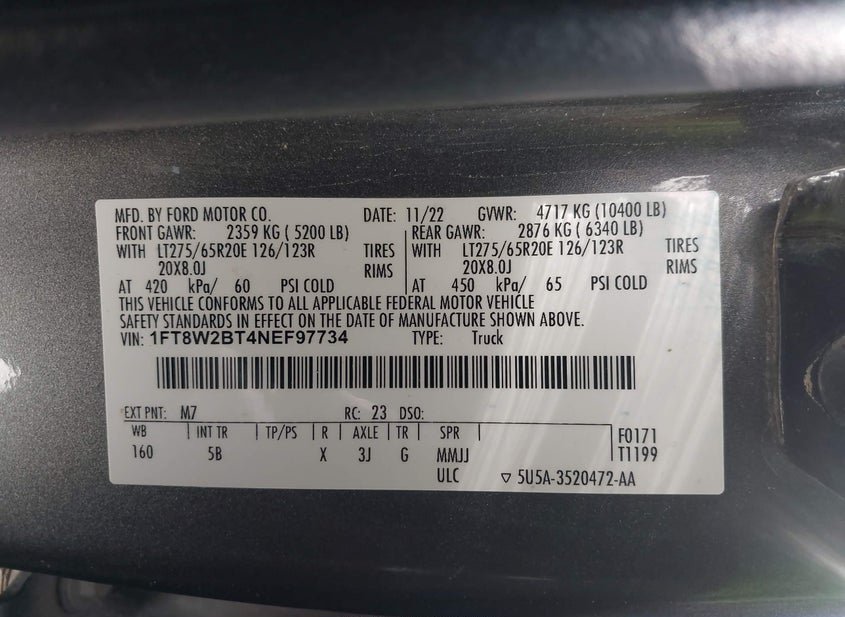 MFD. BY FORD MOTOR CO. DATE: 11/22 GVWR: 4717 KG (10400 LB)
FRONT GAWR: 2359 KG ( 5200 LB) REAR GAWR: 2876 KG ( 6340 LB)
WITH LT275/65R20E 126/123R TIRES WITH LT275/65R20E 126/123R TIRES
20X8.0J RIMS 20X8.0J RIMS
AT 420 kPa/ 60 PSI COLD AT 450 kPa/ 65 PSI COLD
THIS VEHICLE CONFORMS TO ALL APPLICABLE FEDERAL MOTOR VEHICLE
SAFETY STANDARDS IN EFFECT ON THE DATE OF MANUFACTURE SHOWN ABOVE.
VIN: 1FT8W2BT4NEF97734 TYPE: Truck
EXT PNT: M7 RC: 23 DSO:
WB INT TR TP/PS R AXLE TR SPR F0171
160 5B X 3J G MMJJ T1199
ULC ▽ 5U5A-3520472-AA